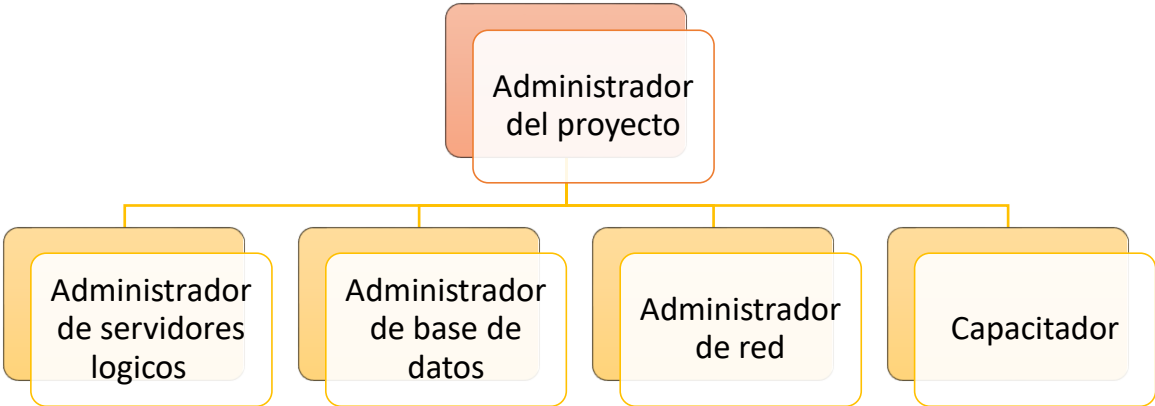 Administrador
del proyecto
Administrador
de servidores
logicos
Administrador
de base de
datos
Administrador
de red
Capacitador